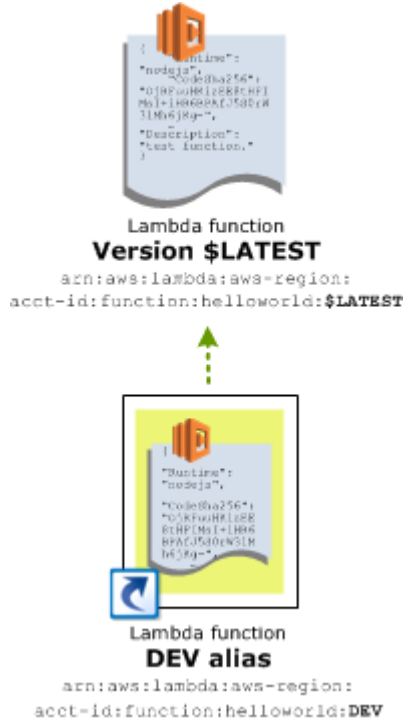 {
"Runtime":
"nodejs",
"CodeSha256":
"Description":
"test function."
}
Lambda function
Version $LATEST
arn:aws:lambda:aws-region:
acct-id:function:helloworld:$LATEST
{
"Runtime":
"nodejs",
"CodeSha256":
Lambda function
DEV alias
arn:aws:lambda:aws-region:
acct-id:function:helloworld:DEV